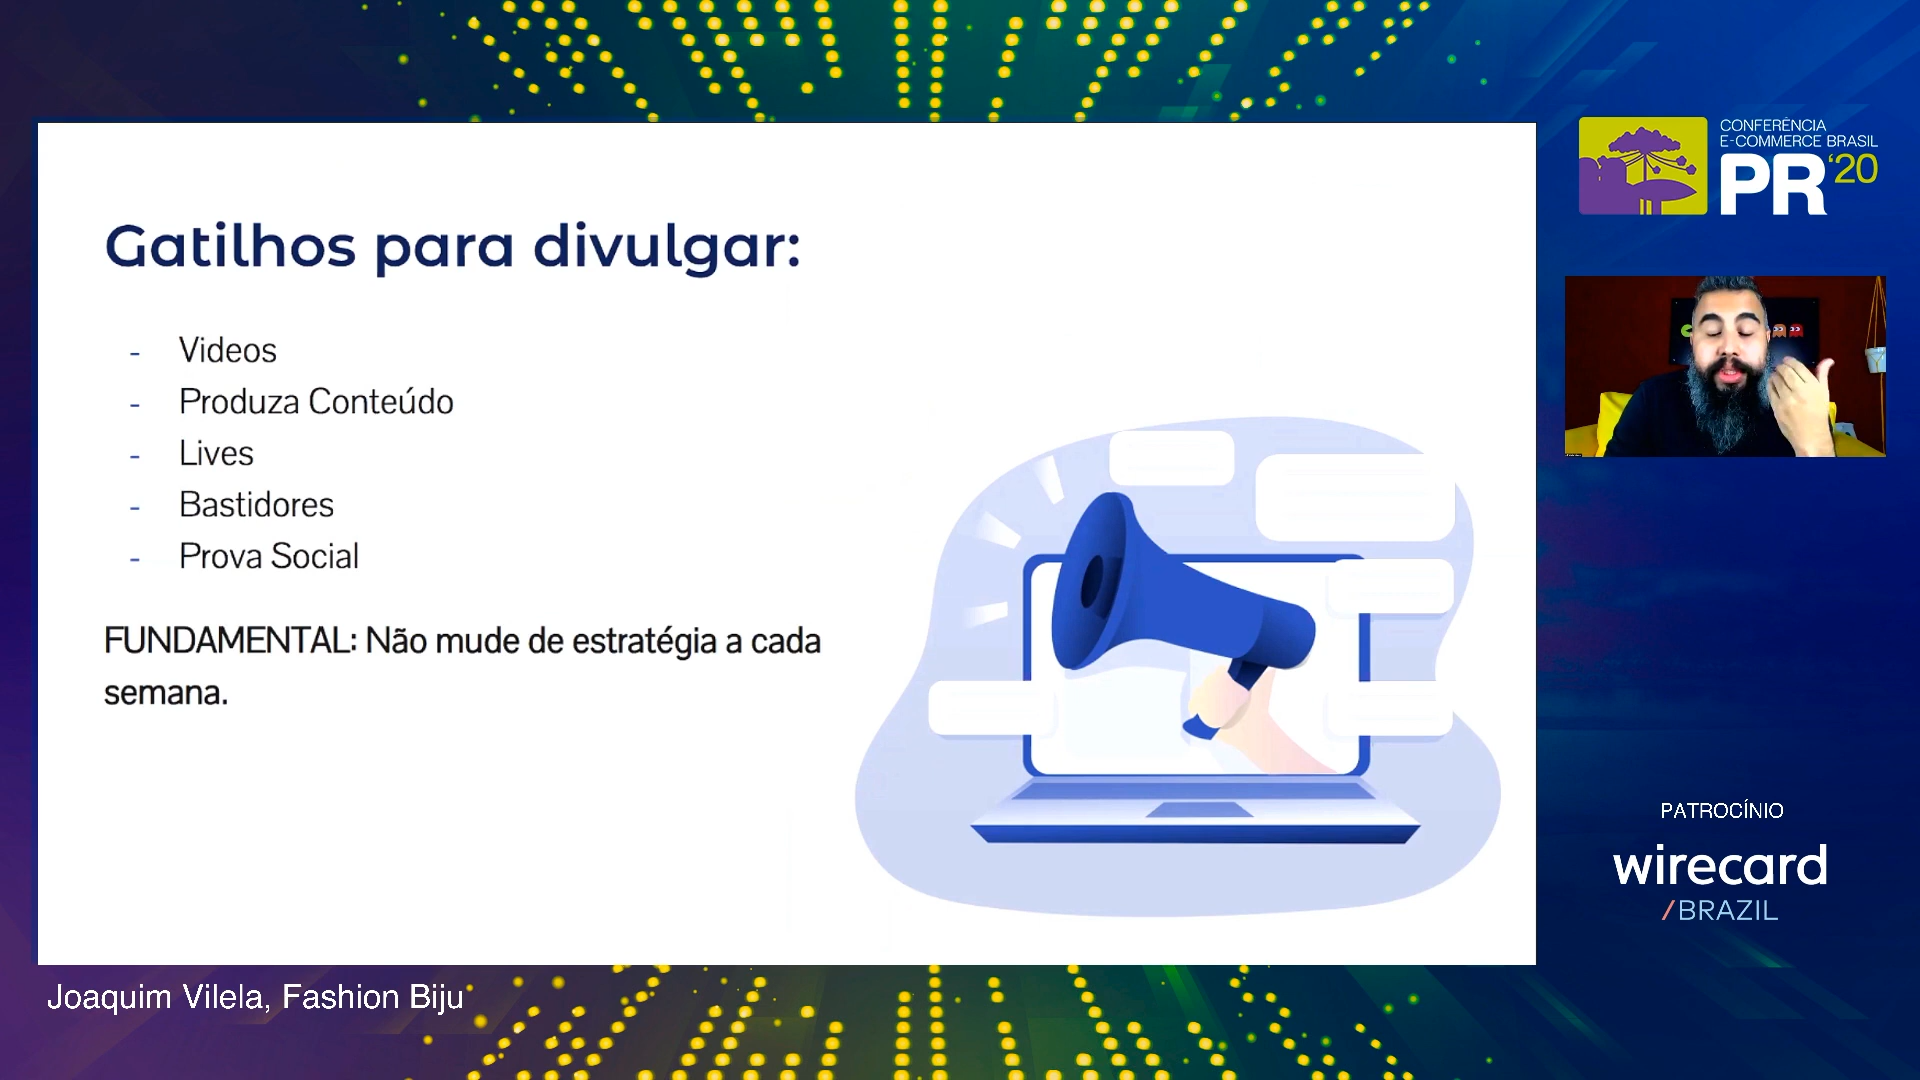 CONFERÊNCIA
E-COMMERCE BRASIL
PR'20
Gatilhos para divulgar:
- Videos
- Produza Conteúdo
- Lives
- Bastidores
- Prova Social
FUNDAMENTAL: Não mude de estratégia a cada
semana.
PATROCÍNIO
wirecard
/BRAZIL
Joaquim Vilela, Fashion Biju